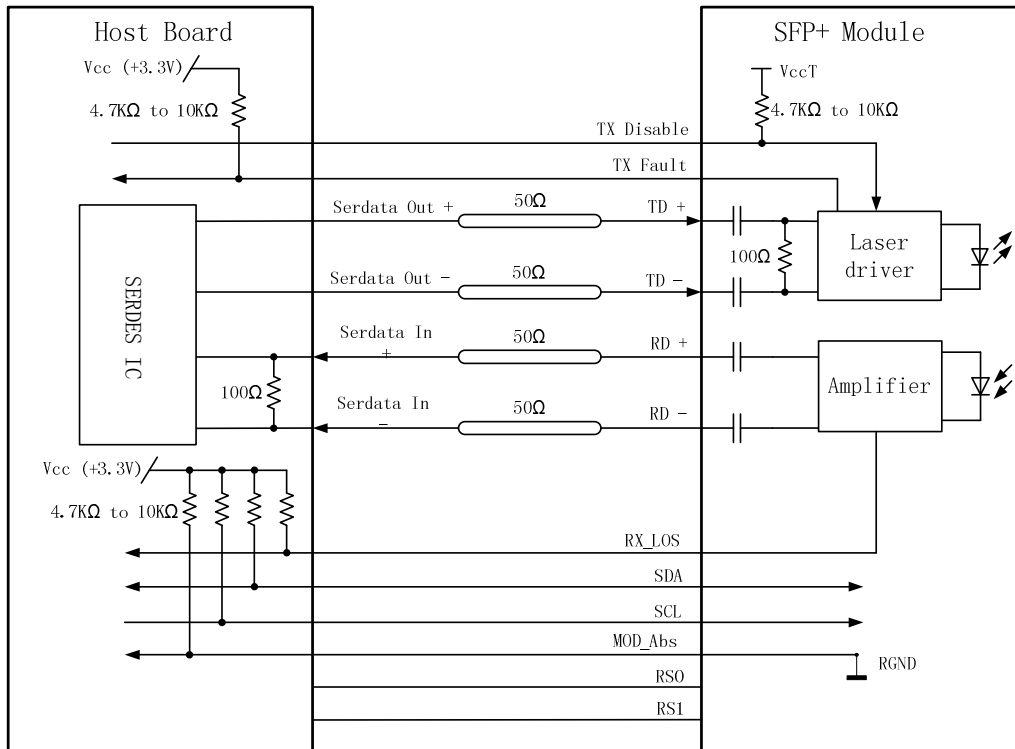 Host Board
SFP+ Module
Vcc (+3.3V)
4.7KΩ to 10KΩ
VccT
4.7KΩ to 10KΩ
TX Disable
TX Fault
Serdata Out +
50Ω
TD +
100Ω
Laser
driver
Serdata Out -
50Ω
TD -
SERDES IC
Serdata In
+
50Ω
RD +
100Ω
Amplifier
Serdata In
-
50Ω
RD -
Vcc (+3.3V)
4.7KΩ to 10KΩ
RX_LOS
SDA
SCL
MOD_Abs
RGND
RS0
RS1